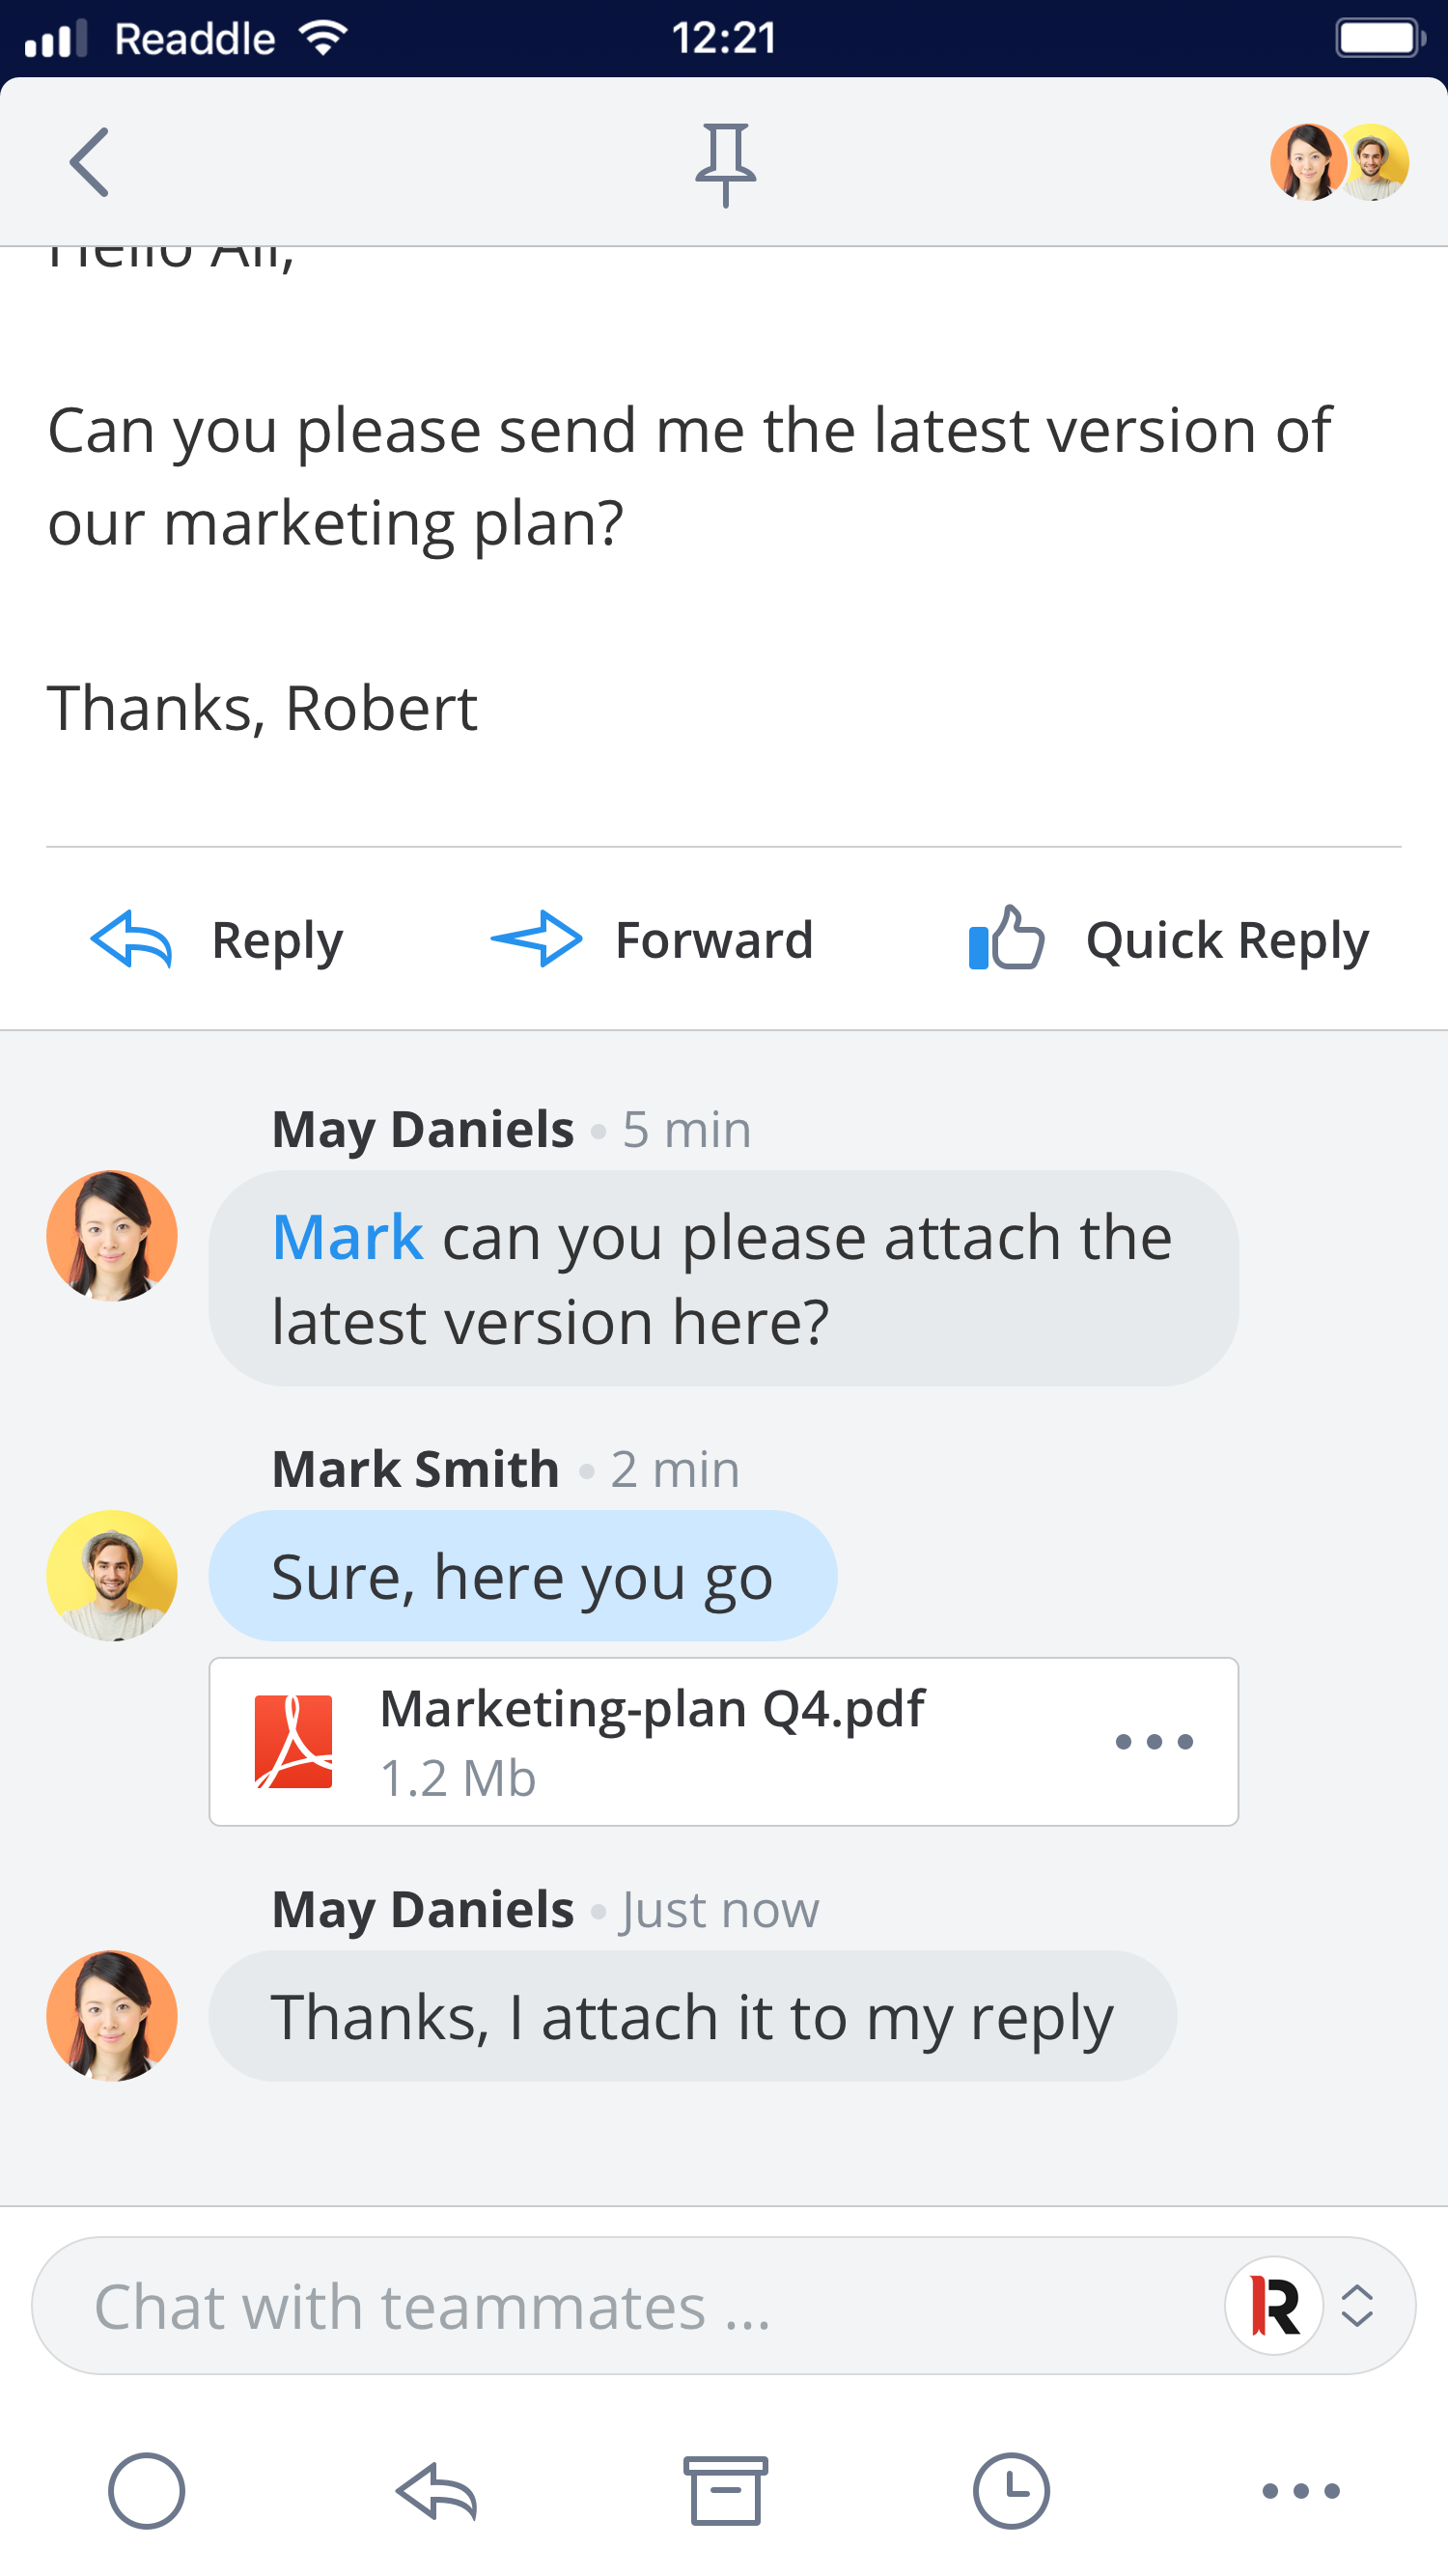 Readdle 12:21
Hello All,
Can you please send me the latest version of
our marketing plan?
Thanks, Robert
Reply Forward Quick Reply
May Daniels • 5 min
Mark can you please attach the
latest version here?
Mark Smith • 2 min
Sure, here you go
Marketing-plan Q4.pdf
1.2 Mb
May Daniels • Just now
Thanks, I attach it to my reply
Chat with teammates ...
R